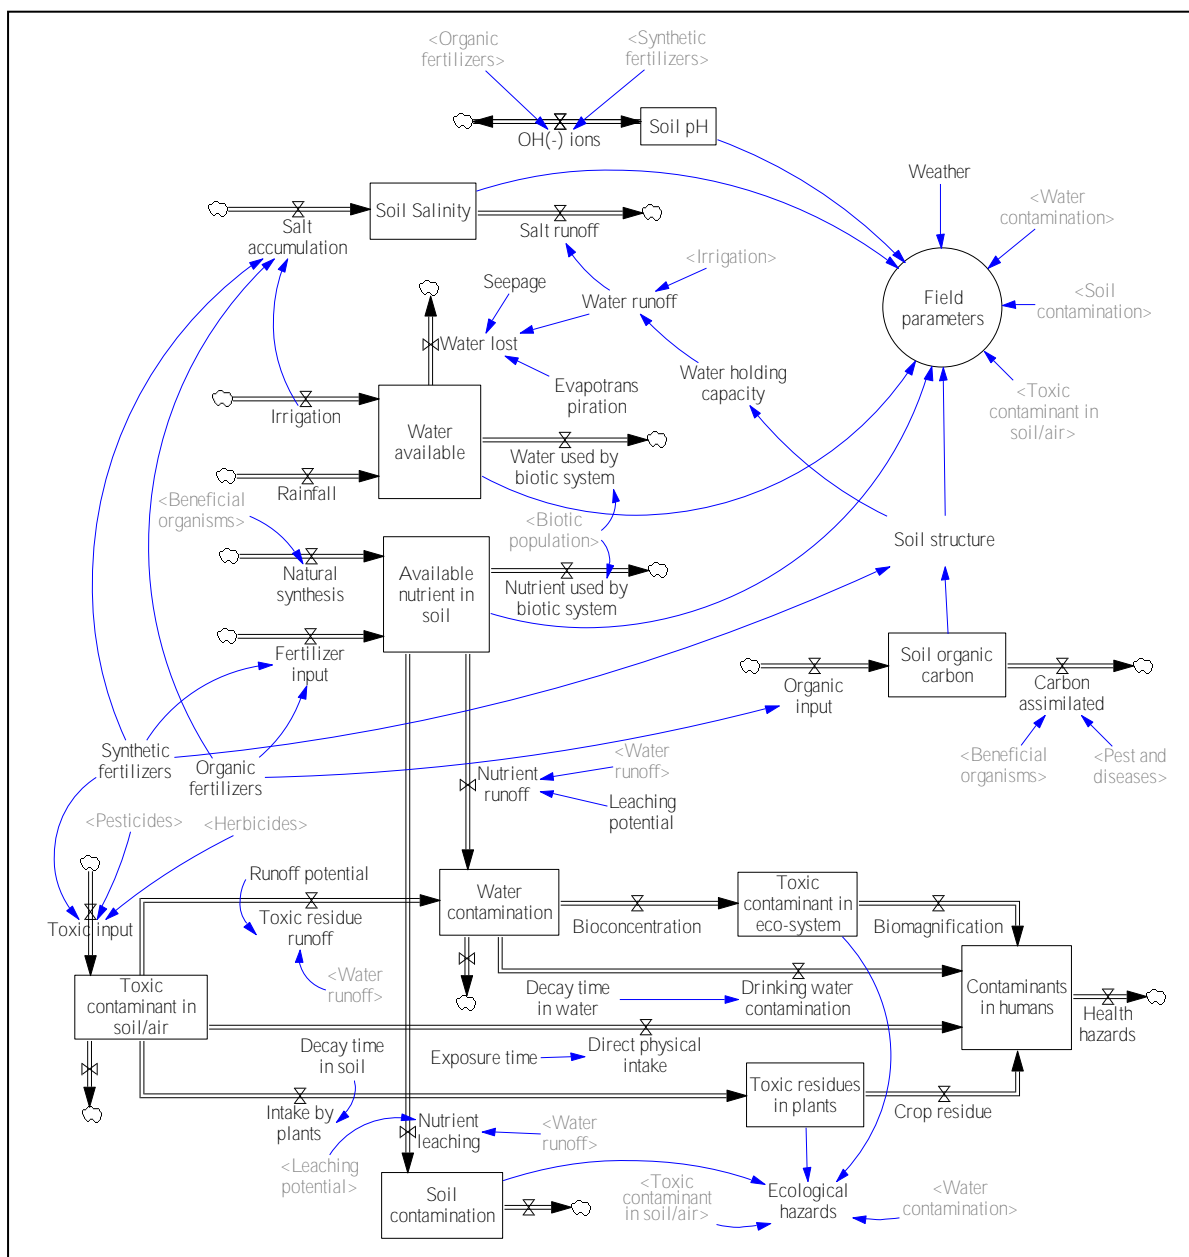 <Organic
fertilizers>
<Synthetic
fertilizers>
OH(-) ions
Soil pH
Weather
<Water
contamination>
Soil Salinity
Salt
accumulation
Salt runoff
<Irrigation>
Seepage
Water runoff
Field
parameters
<Soil
contamination>
Water lost
Evapotrans
piration
Water holding
capacity
<Toxic
contaminant in
soil/air>
Irrigation
Water
available
Water used by
biotic system
Rainfall
<Beneficial
organisms>
<Biotic
population>
Soil structure
Natural
synthesis
Available
nutrient in
soil
Nutrient used by
biotic system
Fertilizer
input
Soil organic
carbon
Organic
input
Carbon
assimilated
Synthetic
fertilizers
Organic
fertilizers
<Beneficial
organisms>
<Pest and
diseases>
Nutrient
runoff
<Water
runoff>
Leaching
potential
<Pesticides>
<Herbicides>
Runoff potential
Toxic input
Toxic residue
runoff
Water
contamination
Bioconcentration
Toxic
contaminant in
eco-system
Biomagnification
<Water
runoff>
Toxic
contaminant in
soil/air
Decay time
in water
Drinking water
contamination
Contaminants
in humans
Health
hazards
Decay time
in soil
Exposure time
Direct physical
intake
Toxic residues
in plants
Crop residue
Intake by
plants
Nutrient
leaching
<Water
runoff>
<Leaching
potential>
Soil
contamination
<Toxic
contaminant
in soil/air>
Ecological
hazards
<Water
contamination>